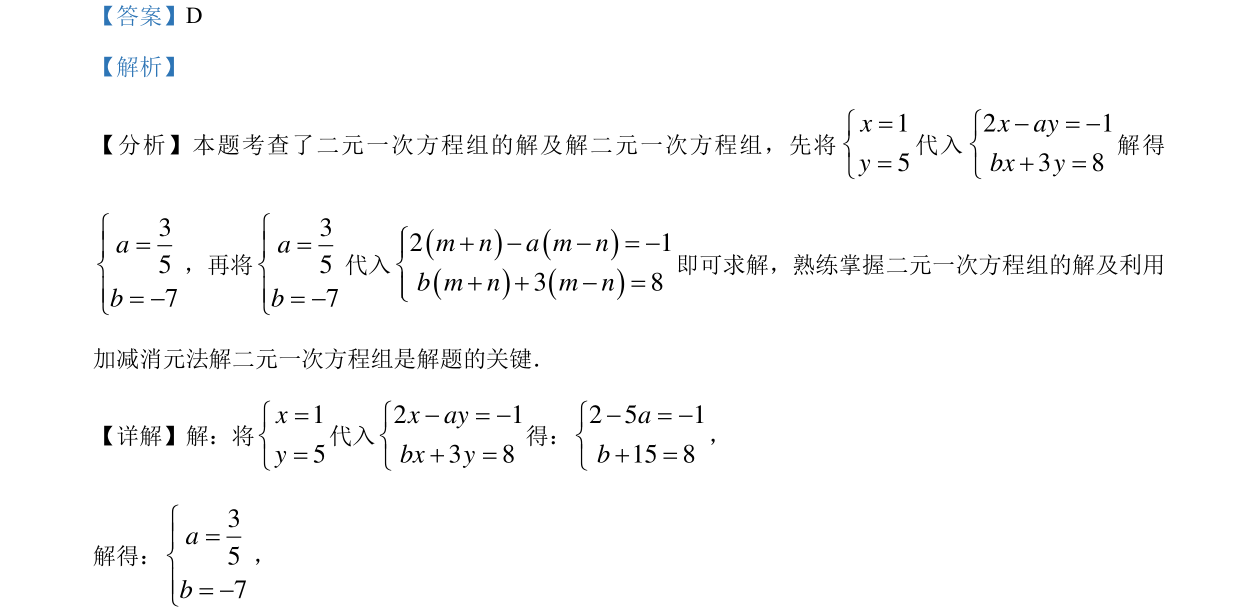 【答案】D
【解析】
【分析】本题考查了二元一次方程组的解及解二元一次方程组，先将{x=1 y=5 代入{2x−ay=−1 bx+3y=8 解得
{a=3/5 b=−7，再将{a=3/5 b=−7 代入{2(m+n)−a(m−n)=−1 b(m+n)+3(m−n)=8 即可求解，熟练掌握二元一次方程组的解及利用
加减消元法解二元一次方程组是解题的关键.
【详解】解：将{x=1 y=5 代入{2x−ay=−1 bx+3y=8 得：{2−5a=−1 b+15=8，
解得：{a=3/5 b=−7，